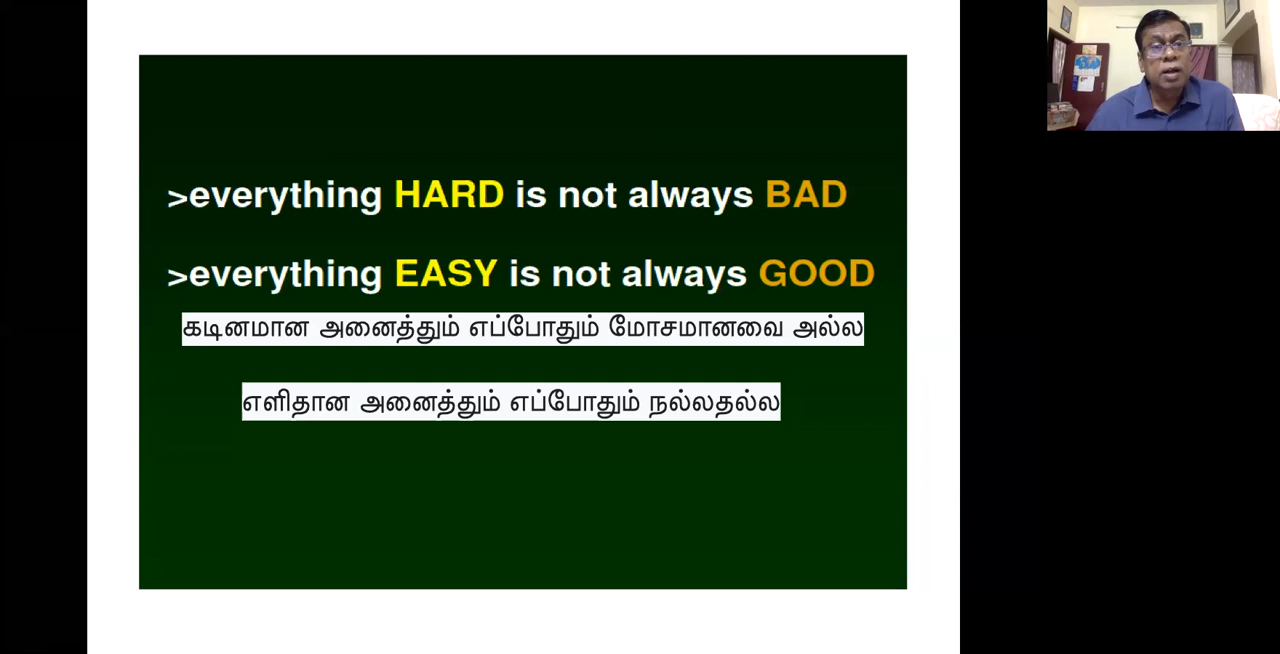 >everything HARD is not always BAD
>everything EASY is not always GOOD
கடினமான அனைத்தும் எப்போதும் மோசமானவை அல்ல
எளிதான அனைத்தும் எப்போதும் நல்லதல்ல